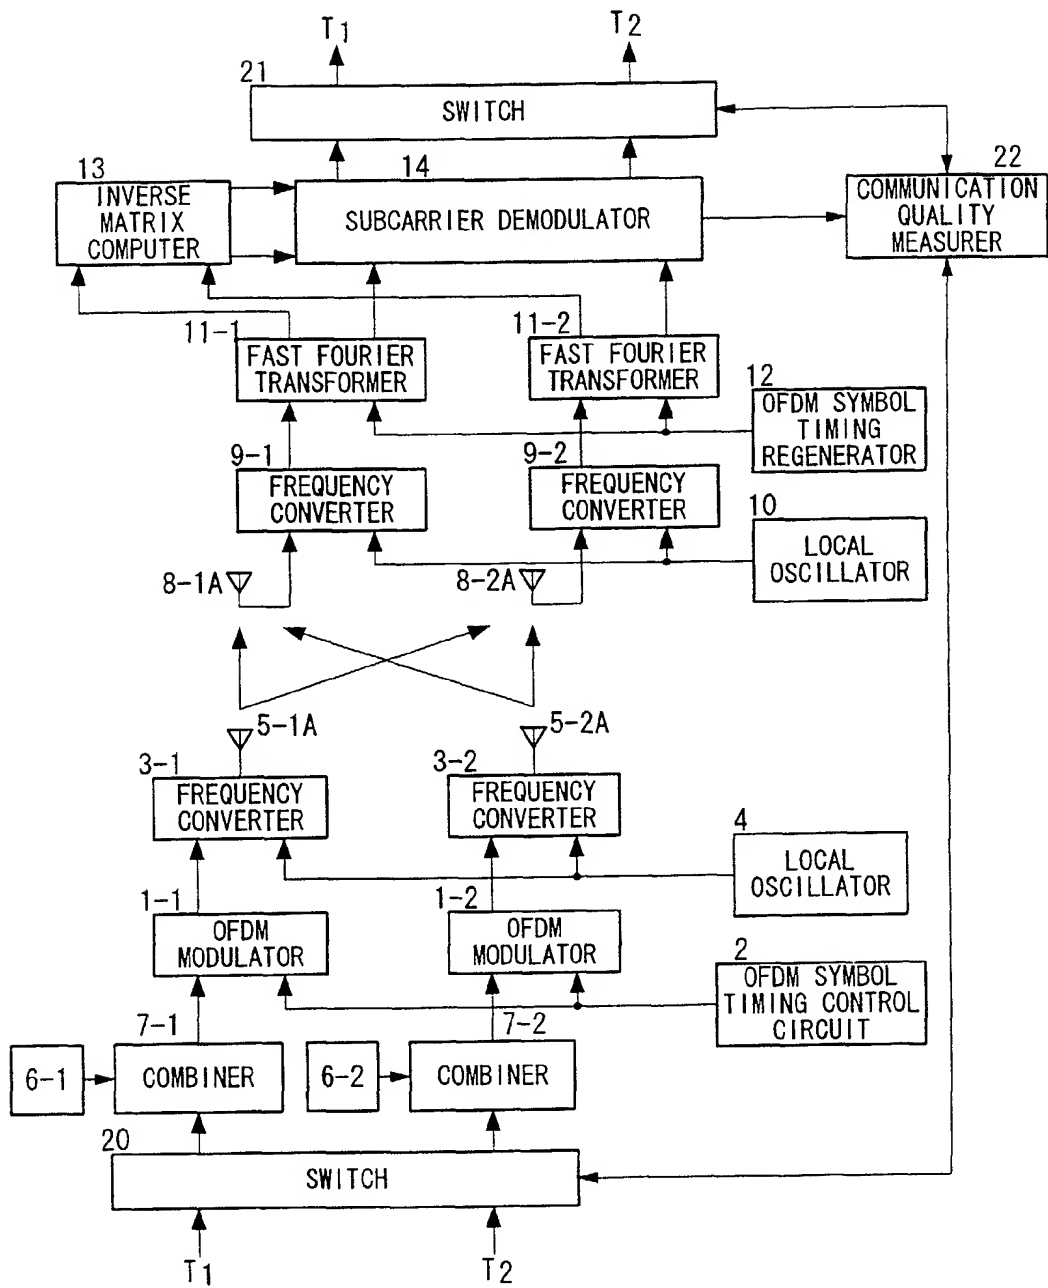 T1
T2
21
SWITCH
13
14
22
INVERSE
MATRIX
COMPUTER
SUBCARRIER DEMODULATOR
COMMUNICATION
QUALITY
MEASURER
11-1
11-2
FAST FOURIER
TRANSFORMER
FAST FOURIER
TRANSFORMER
12
OFDM SYMBOL
TIMING
REGENERATOR
9-1
9-2
FREQUENCY
CONVERTER
FREQUENCY
CONVERTER
10
LOCAL
OSCILLATOR
8-1A
8-2A
5-1A
5-2A
3-1
3-2
FREQUENCY
CONVERTER
FREQUENCY
CONVERTER
4
LOCAL
OSCILLATOR
1-1
1-2
OFDM
MODULATOR
OFDM
MODULATOR
2
OFDM SYMBOL
TIMING CONTROL
CIRCUIT
7-1
7-2
6-1
COMBINER
6-2
COMBINER
20
SWITCH
T1
T2